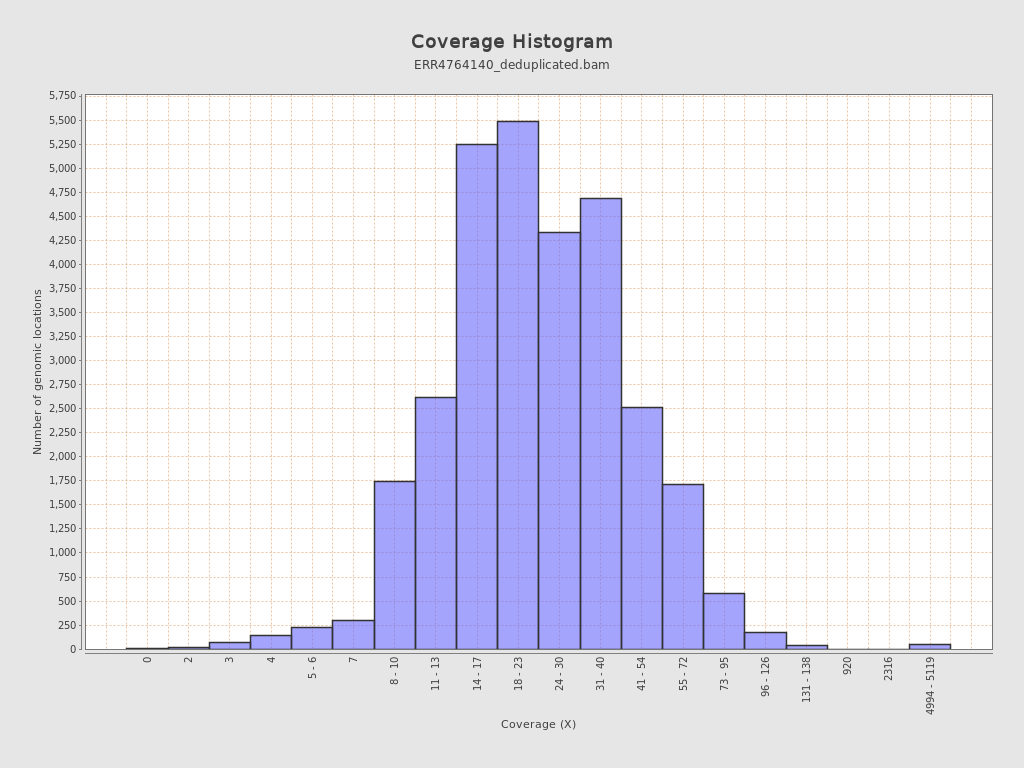 Coverage Histogram
ERR4764140_deduplicated.bam
Number of genomic locations
5,750
5,500
5,250
5,000
4,750
4,500
4,250
4,000
3,750
3,500
3,250
3,000
2,750
2,500
2,250
2,000
1,750
1,500
1,250
1,000
750
500
250
0
0
2
3
4
5 - 6
7
8 - 10
11 - 13
14 - 17
18 - 23
24 - 30
31 - 40
41 - 54
55 - 72
73 - 95
96 - 126
131 - 138
920
2316
4994 - 5119
Coverage (X)